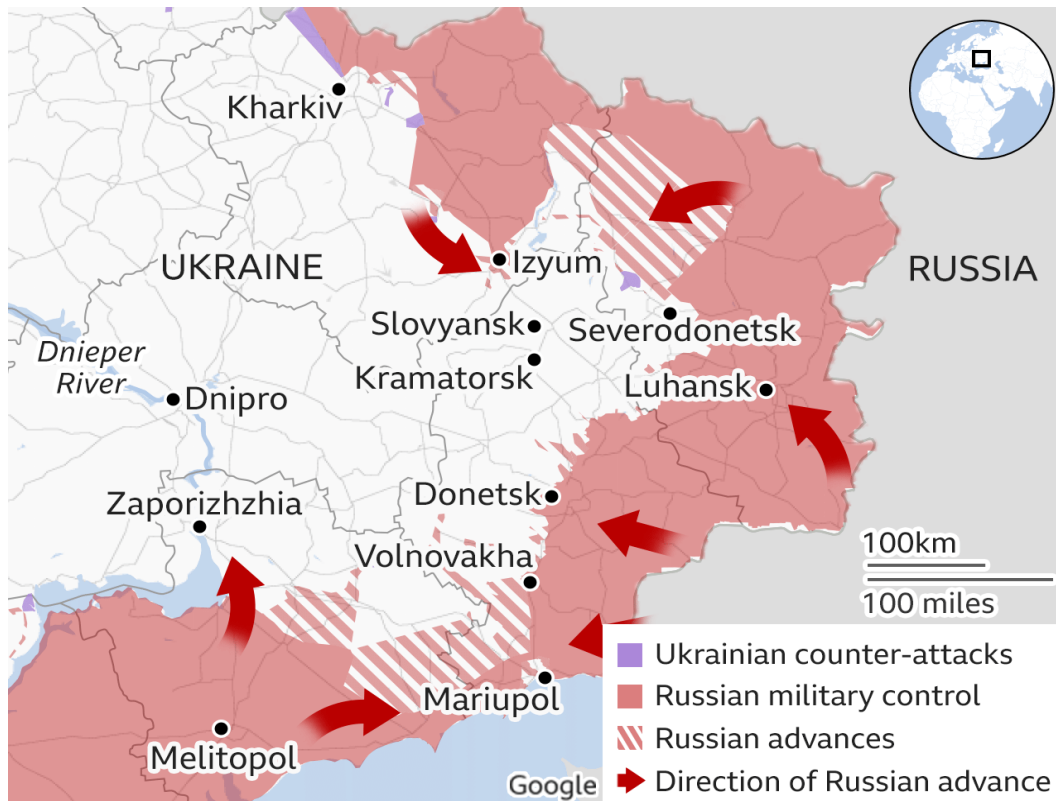 Kharkiv
UKRAINE
Izyum
RUSSIA
Slovyansk
Severodonetsk
Dnieper
River
Kramatorsk
Luhansk
Dnipro
Donetsk
Zaporizhzhia
Volnovakha
100km
100 miles
Mariupol
Melitopol
Google
Ukrainian counter-attacks
Russian military control
Russian advances
Direction of Russian advance